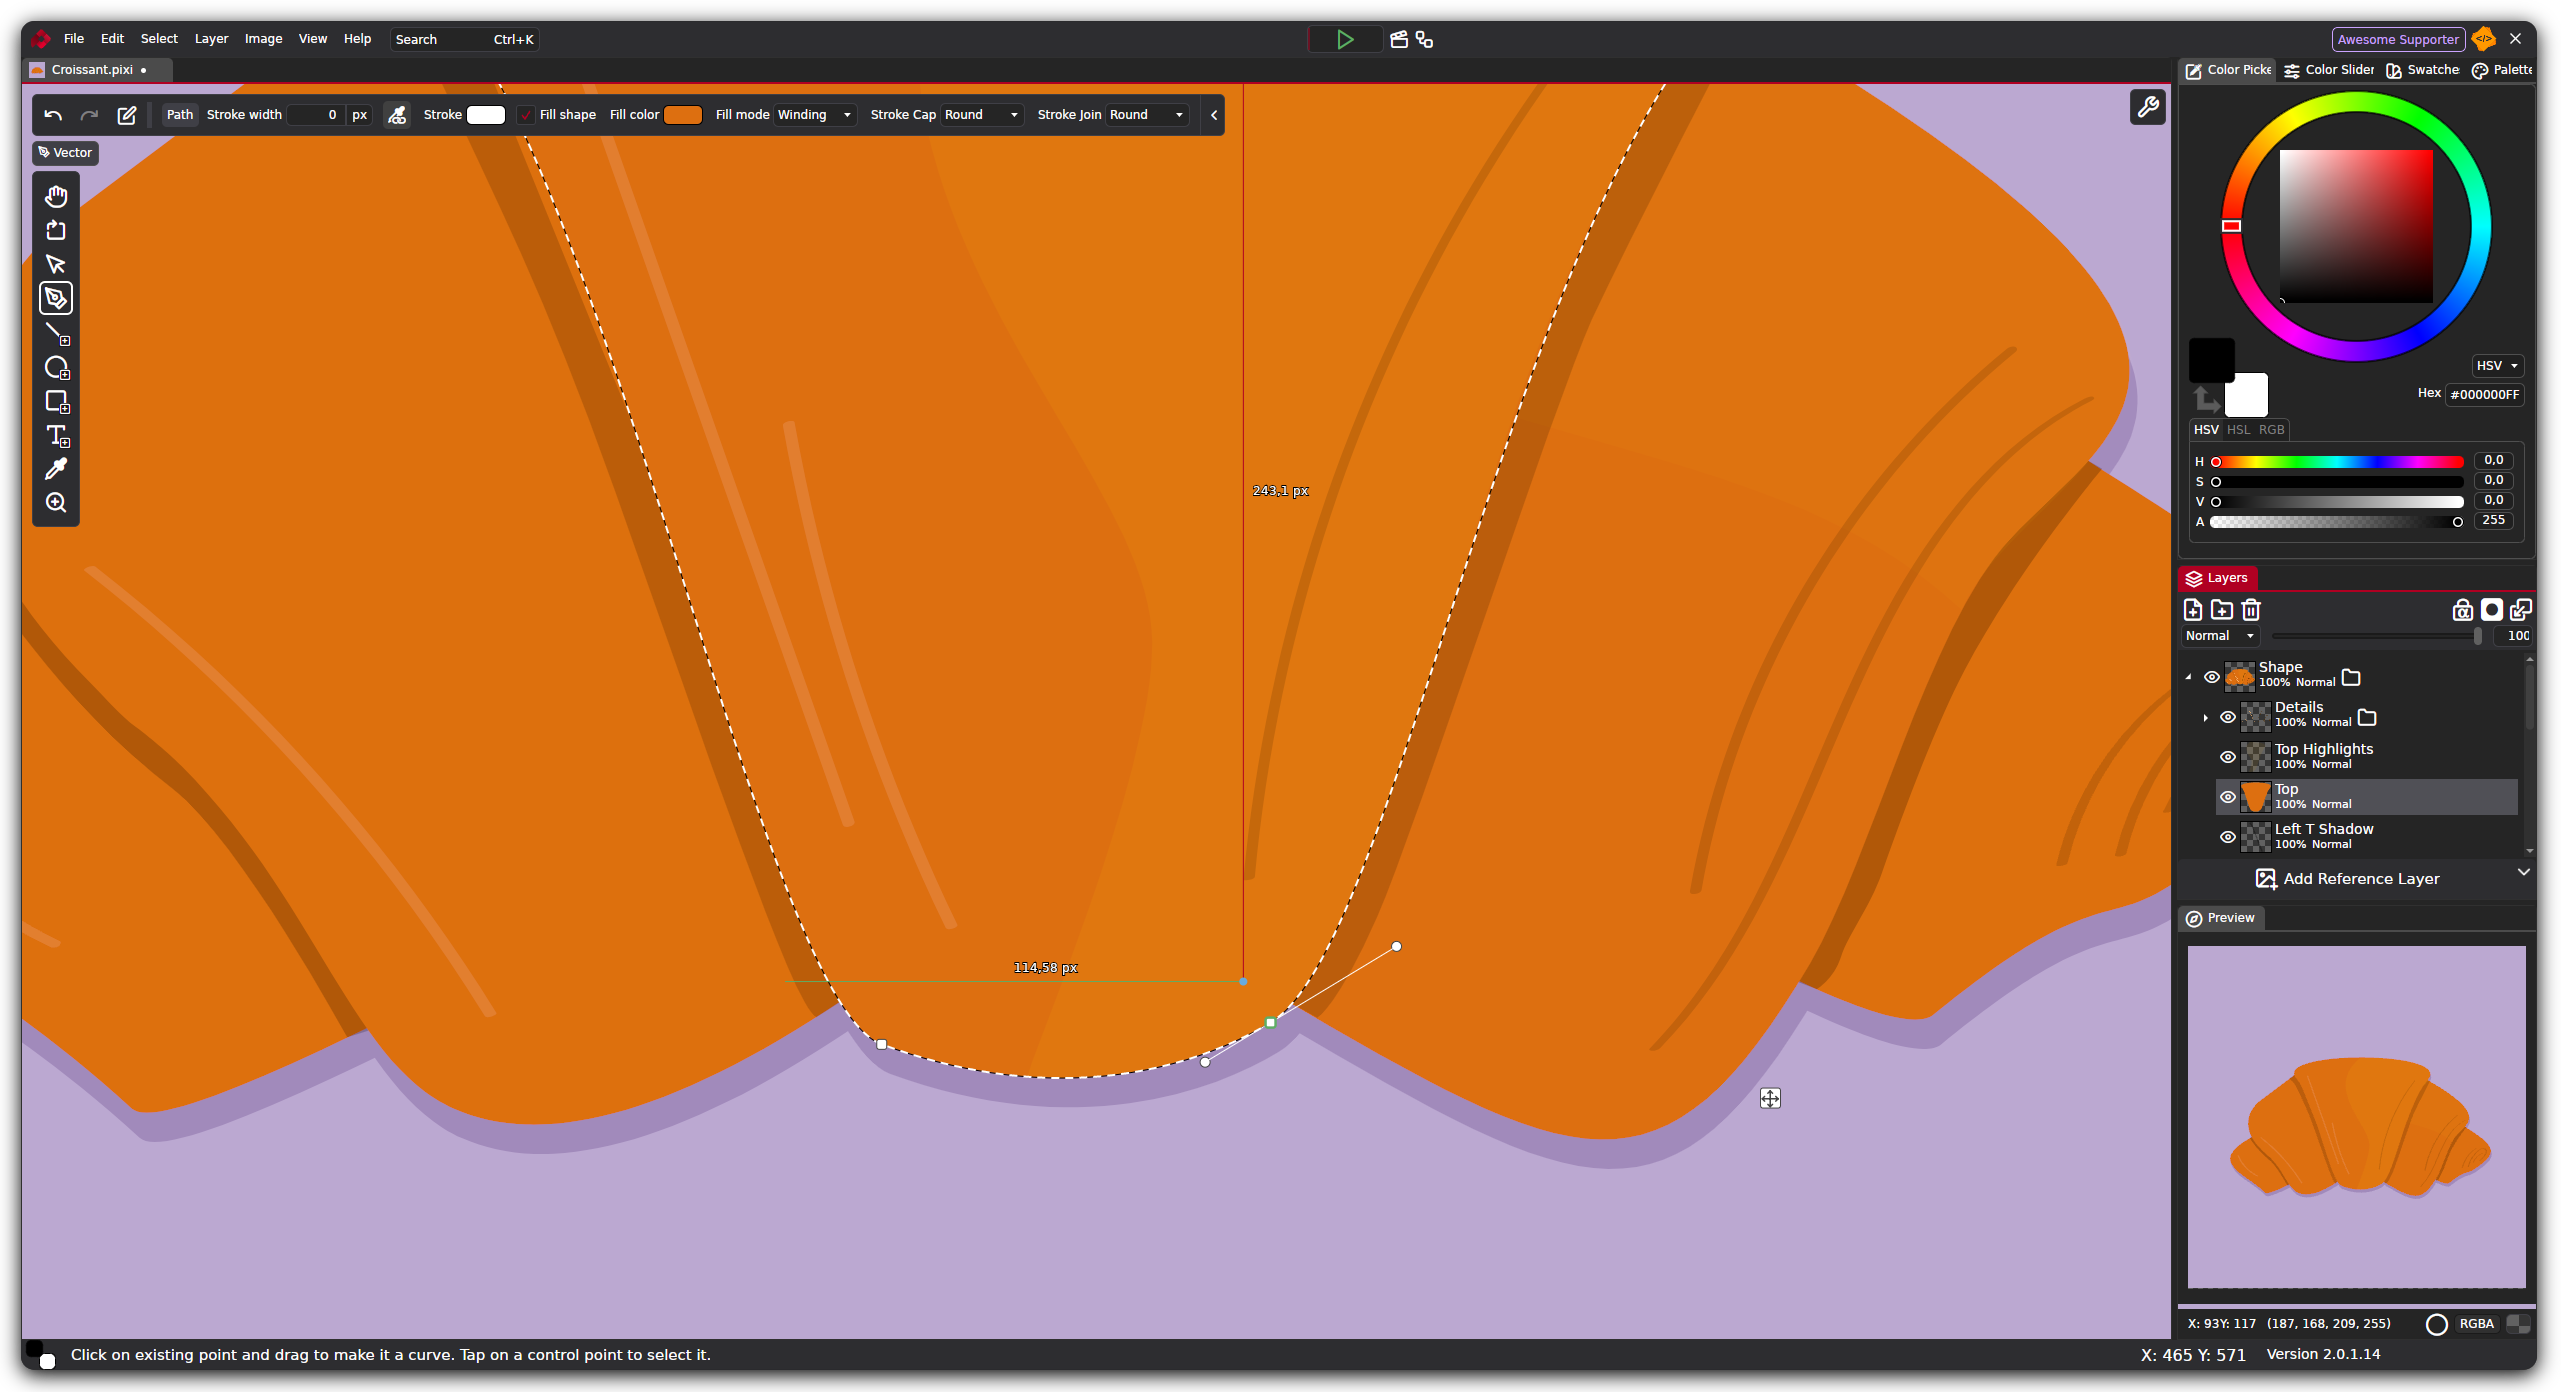 File Edit Select Layer Image View Help Search Ctrl+K Awesome Supporter
Croissant.pixi
Color Picke Color Slider Swatche Palette
Path Stroke width 0 px Stroke Fill shape Fill color Fill mode Winding Stroke Cap Round Stroke Join Round
Vector
HSV
Hex #000000FF
HSV HSL RGB
H 0,0
S 0,0
V 0,0
A 255
243,1 px
114,58 px
Layers
Normal 100
Shape
100% Normal
Details
100% Normal
Top Highlights
100% Normal
Top
100% Normal
Left T Shadow
100% Normal
Add Reference Layer
Preview
X: 93Y: 117 (187, 168, 209, 255) RGBA
Click on existing point and drag to make it a curve. Tap on a control point to select it.
X: 465 Y: 571 Version 2.0.1.14